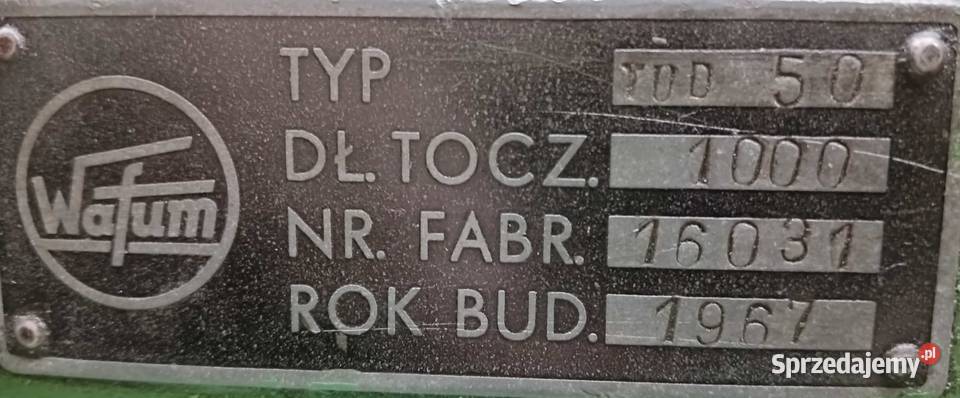 Wafum
TYP TUD 50
DŁ. TOCZ. 1000
NR. FABR. 16031
ROK BUD. 1967
Sprzedajemy.pl